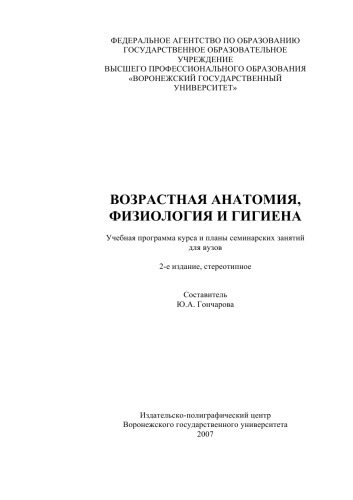 ФЕДЕРАЛЬНОЕ АГЕНТСТВО ПО ОБРАЗОВАНИЮ
ГОСУДАРСТВЕННОЕ ОБРАЗОВАТЕЛЬНОЕ
УЧРЕЖДЕНИЕ
ВЫСШЕГО ПРОФЕССИОНАЛЬНОГО ОБРАЗОВАНИЯ
«ВОРОНЕЖСКИЙ ГОСУДАРСТВЕННЫЙ
УНИВЕРСИТЕТ»
ВОЗРАСТНАЯ АНАТОМИЯ,
ФИЗИОЛОГИЯ И ГИГИЕНА
Учебная программа курса и планы семинарских занятий
для вузов
2-е издание, стереотипное
Составитель
Ю.А. Гончарова
Издательско-полиграфический центр
Воронежского государственного университета
2007